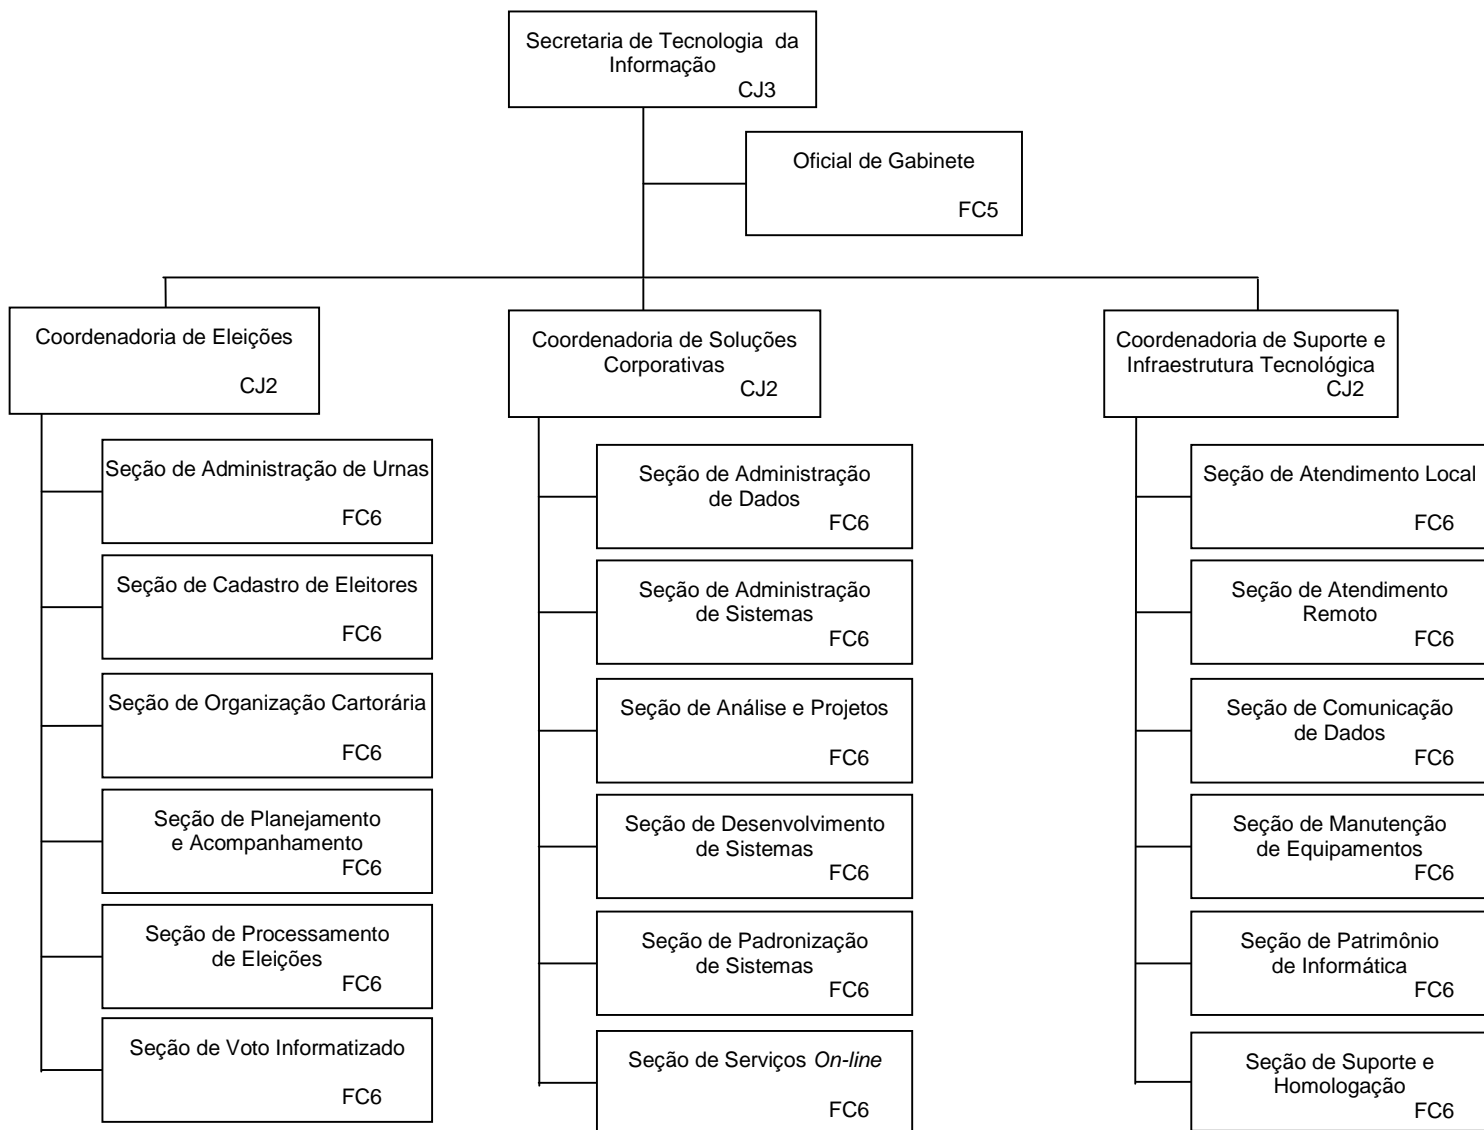 Secretaria de Tecnologia da
Informação
CJ3
Oficial de Gabinete
FC5
Coordenadoria de Eleições
CJ2
Seção de Administração de Urnas
FC6
Seção de Cadastro de Eleitores
FC6
Seção de Organização Cartorária
FC6
Seção de Planejamento
e Acompanhamento
FC6
Seção de Processamento
de Eleições
FC6
Seção de Voto Informatizado
FC6
Coordenadoria de Soluções
Corporativas
CJ2
Seção de Administração
de Dados
FC6
Seção de Administração
de Sistemas
FC6
Seção de Análise e Projetos
FC6
Seção de Desenvolvimento
de Sistemas
FC6
Seção de Padronização
de Sistemas
FC6
Seção de Serviços On-line
FC6
Coordenadoria de Suporte e
Infraestrutura Tecnológica
CJ2
Seção de Atendimento Local
FC6
Seção de Atendimento
Remoto
FC6
Seção de Comunicação
de Dados
FC6
Seção de Manutenção
de Equipamentos
FC6
Seção de Patrimônio
de Informática
FC6
Seção de Suporte e
Homologação
FC6